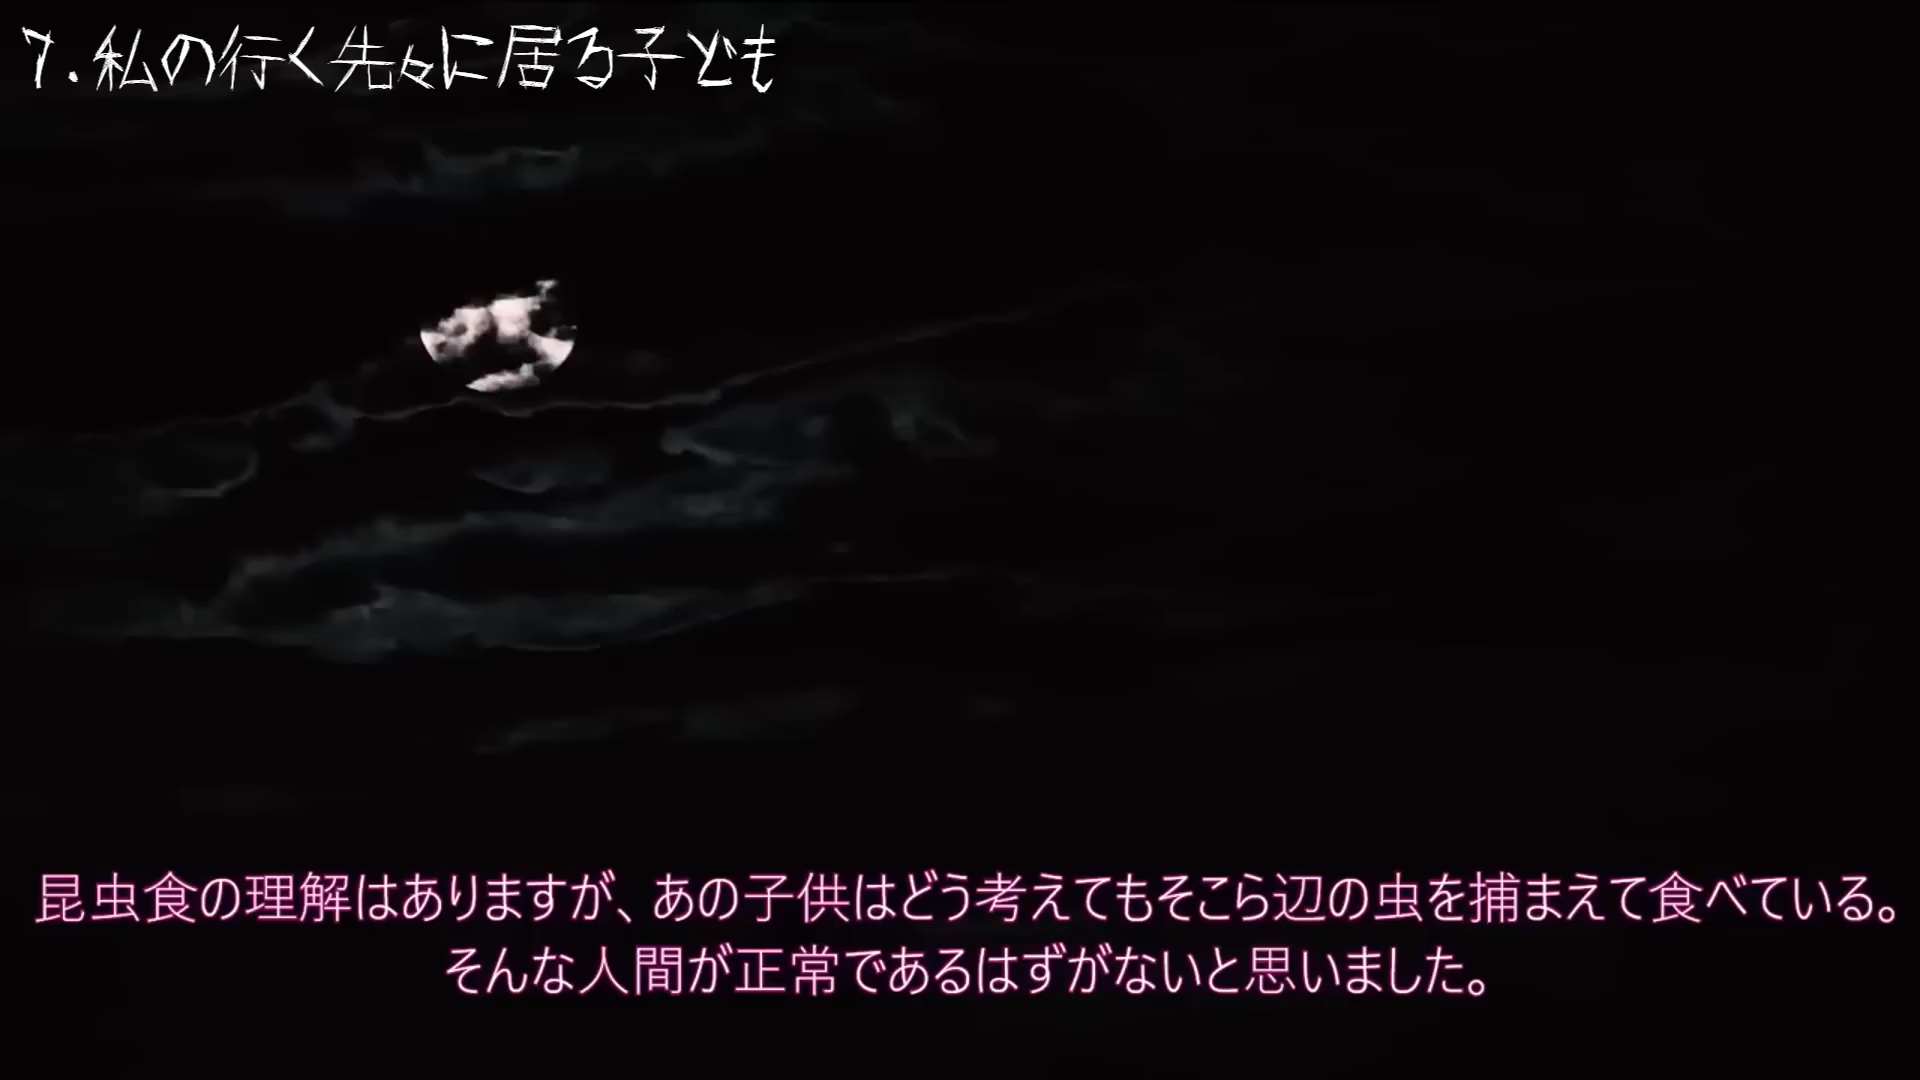 7.私の行く先々に居る子ども
昆虫食の理解はありますが、あの子供はどう考えてもそこら辺の虫を捕まえて食べている。
そんな人間が正常であるはずがないと思いました。